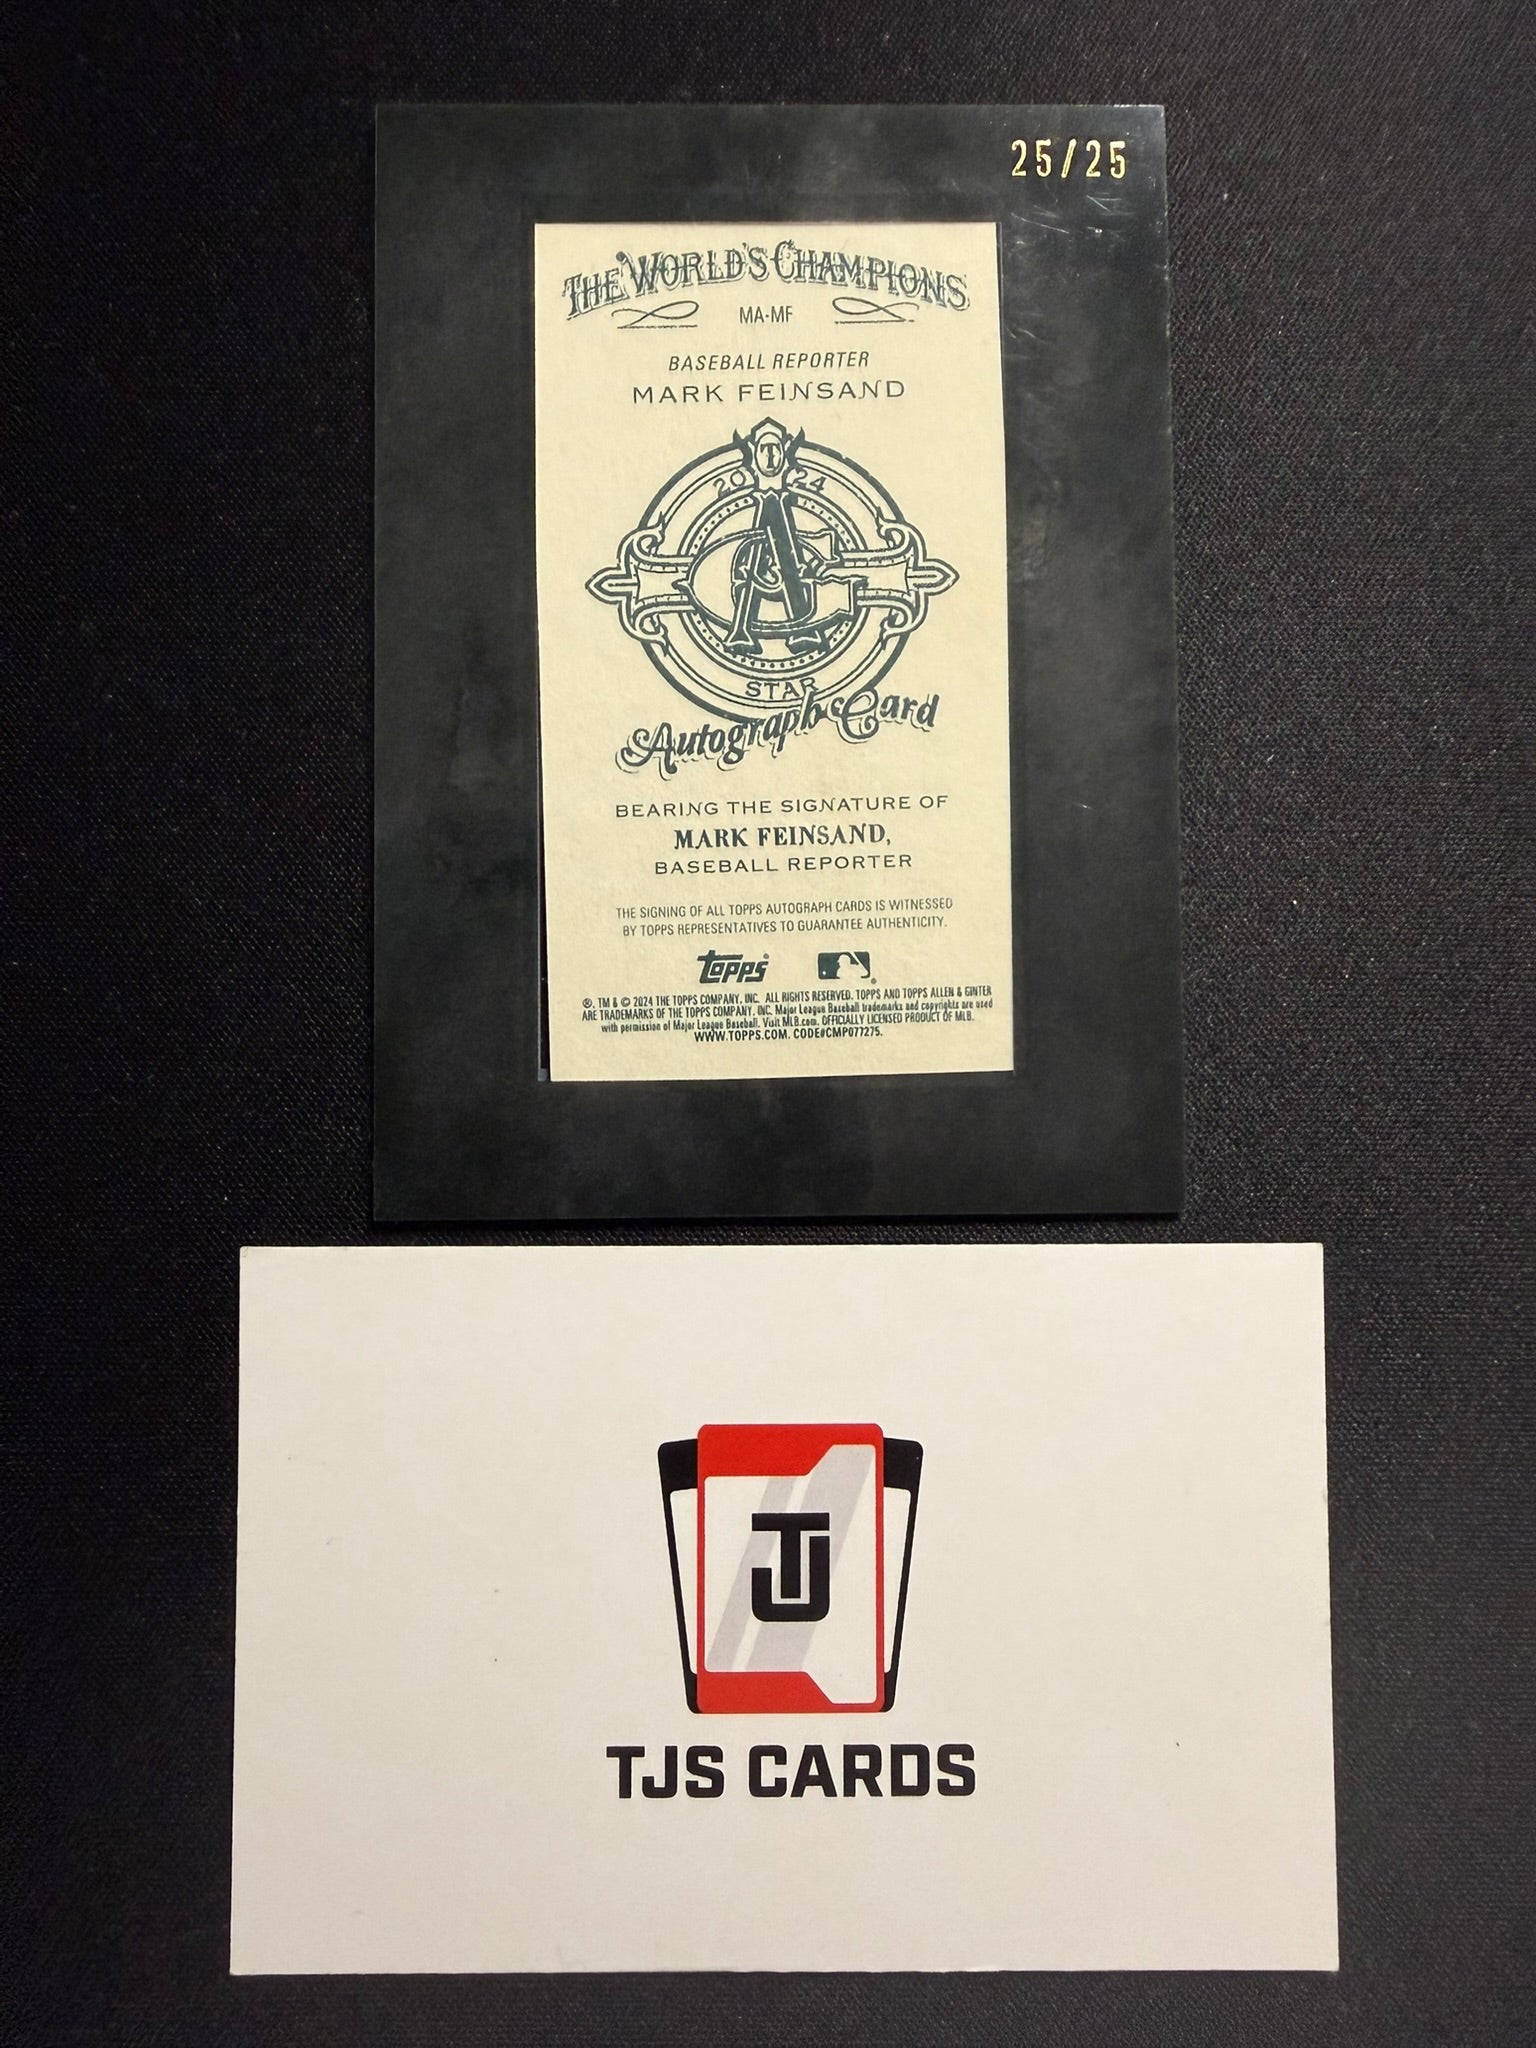 25/25
THE WORLD'S CHAMPIONS
MA-MF
BASEBALL REPORTER
MARK FEINSAND
T
20 24
A&G
STAR
Autograph Card
BEARING THE SIGNATURE OF
MARK FEINSAND,
BASEBALL REPORTER
THE SIGNING OF ALL TOPPS AUTOGRAPH CARDS IS WITNESSED
BY TOPPS REPRESENTATIVES TO GUARANTEE AUTHENTICITY.
topps®
®, TM & © 2024 THE TOPPS COMPANY, INC. ALL RIGHTS RESERVED. TOPPS AND TOPPS ALLEN & GINTER
ARE TRADEMARKS OF THE TOPPS COMPANY, INC. Major League Baseball trademarks and copyrights are used
with permission of Major League Baseball. Visit MLB.com. OFFICIALLY LICENSED PRODUCT OF MLB.
WWW.TOPPS.COM. CODE#CMP077275.
TJ
TJS CARDS